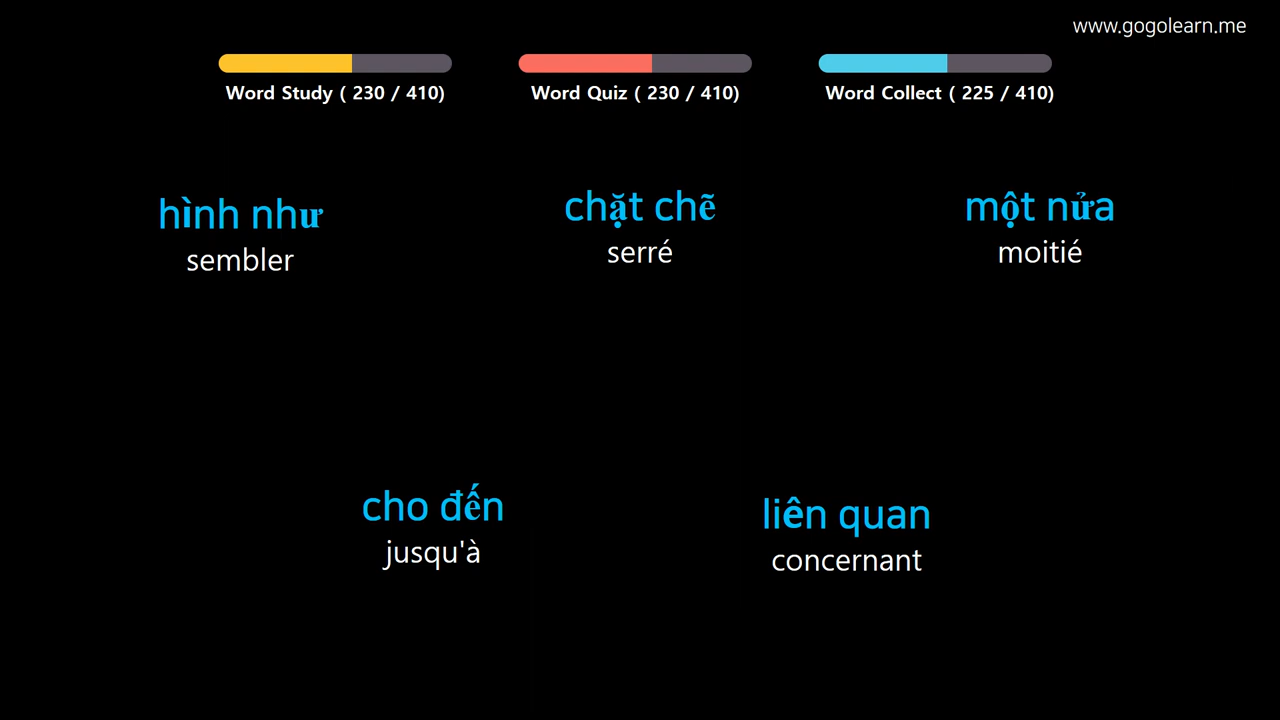 www.gogolearn.me
Word Study ( 230 / 410)
Word Quiz ( 230 / 410)
Word Collect ( 225 / 410)
hình như
sembler
chặt chẽ
serré
một nửa
moitié
cho đến
jusqu'à
liên quan
concernant